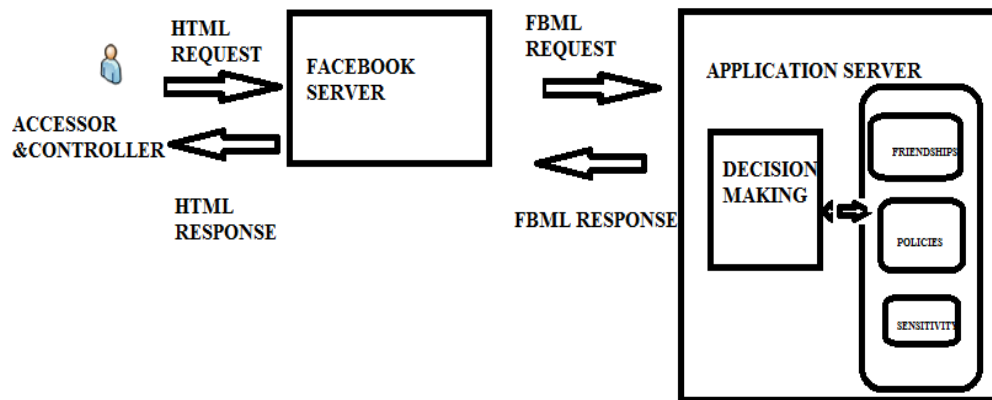 HTML
REQUEST
ACCESSOR
&CONTROLLER
HTML
RESPONSE
FACEBOOK
SERVER
FBML
REQUEST
FBML RESPONSE
APPLICATION SERVER
DECISION
MAKING
FRIENDSHIPS
POLICIES
SENSITIVITY